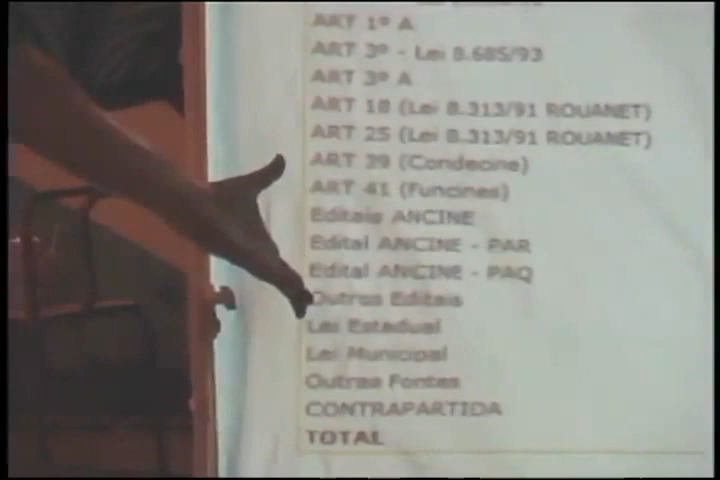 ART 1º A
ART 3º - Lei 8.685/93
ART 3º A
ART 18 (Lei 8.313/91 ROUANET)
ART 25 (Lei 8.313/91 ROUANET)
ART 39 (Condecine)
ART 41 (Funcines)
Editais ANCINE
Edital ANCINE - PAR
Edital ANCINE - PAQ
Outros Editais
Lei Estadual
Lei Municipal
Outras Fontes
CONTRAPARTIDA
TOTAL